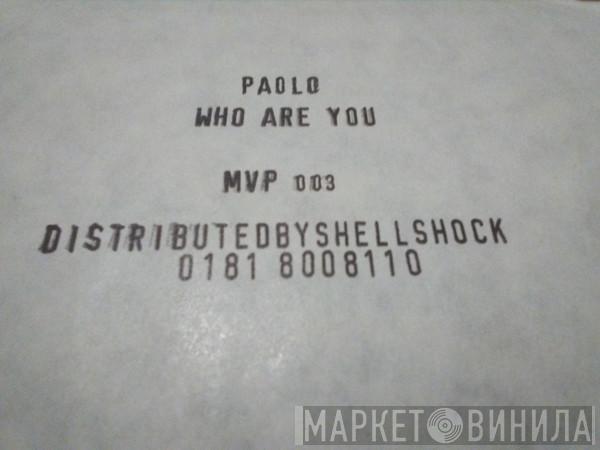 PAOLO
WHO ARE YOU
MVP 003
DISTRIBUTEDBYSHELLSHOCK
0181 8008110
МАРКЕТ ВИНИЛА